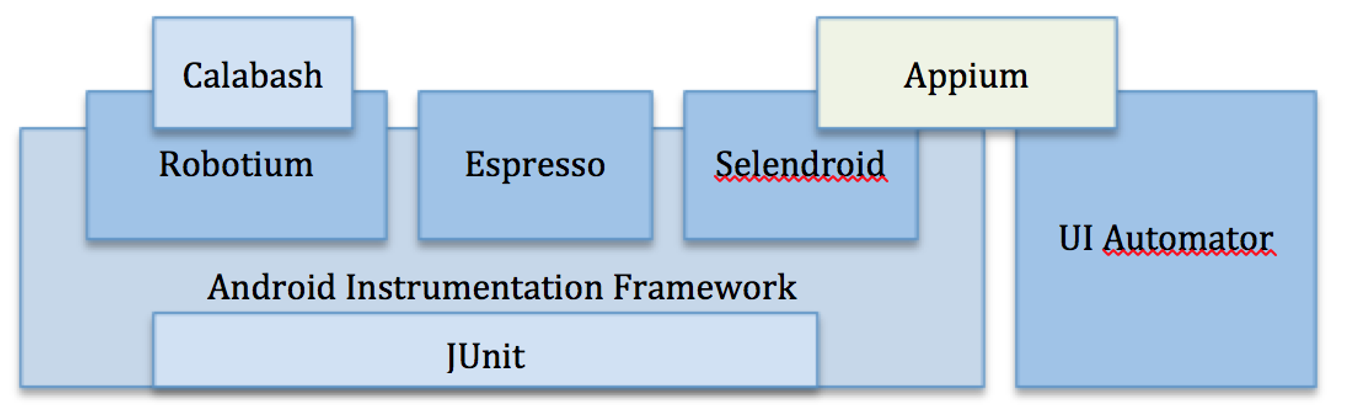 Calabash
Appium
Robotium
Espresso
Selendroid
UI Automator
Android Instrumentation Framework
JUnit